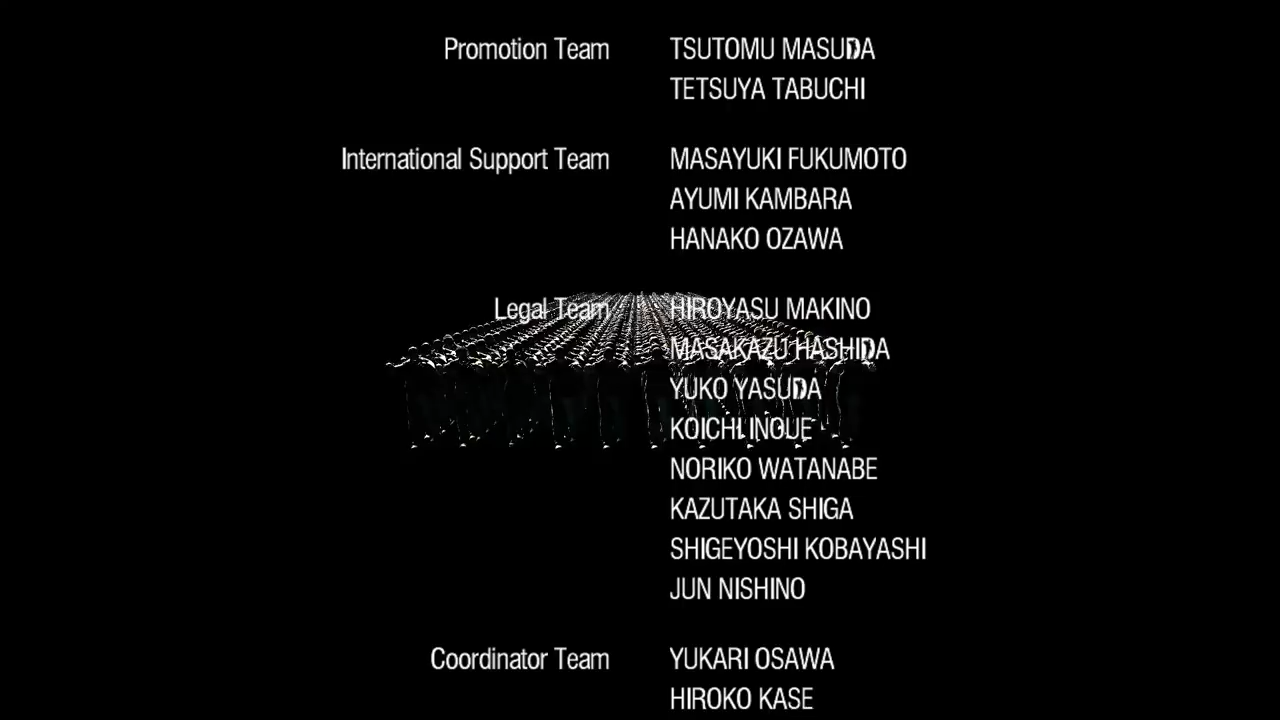 Promotion Team TSUTOMU MASUDA
TETSUYA TABUCHI
International Support Team MASAYUKI FUKUMOTO
AYUMI KAMBARA
HANAKO OZAWA
Legal Team HIROYASU MAKINO
MASAKAZU HASHIDA
YUKO YASUDA
KOICHI INOUE
NORIKO WATANABE
KAZUTAKA SHIGA
SHIGEYOSHI KOBAYASHI
JUN NISHINO
Coordinator Team YUKARI OSAWA
HIROKO KASE